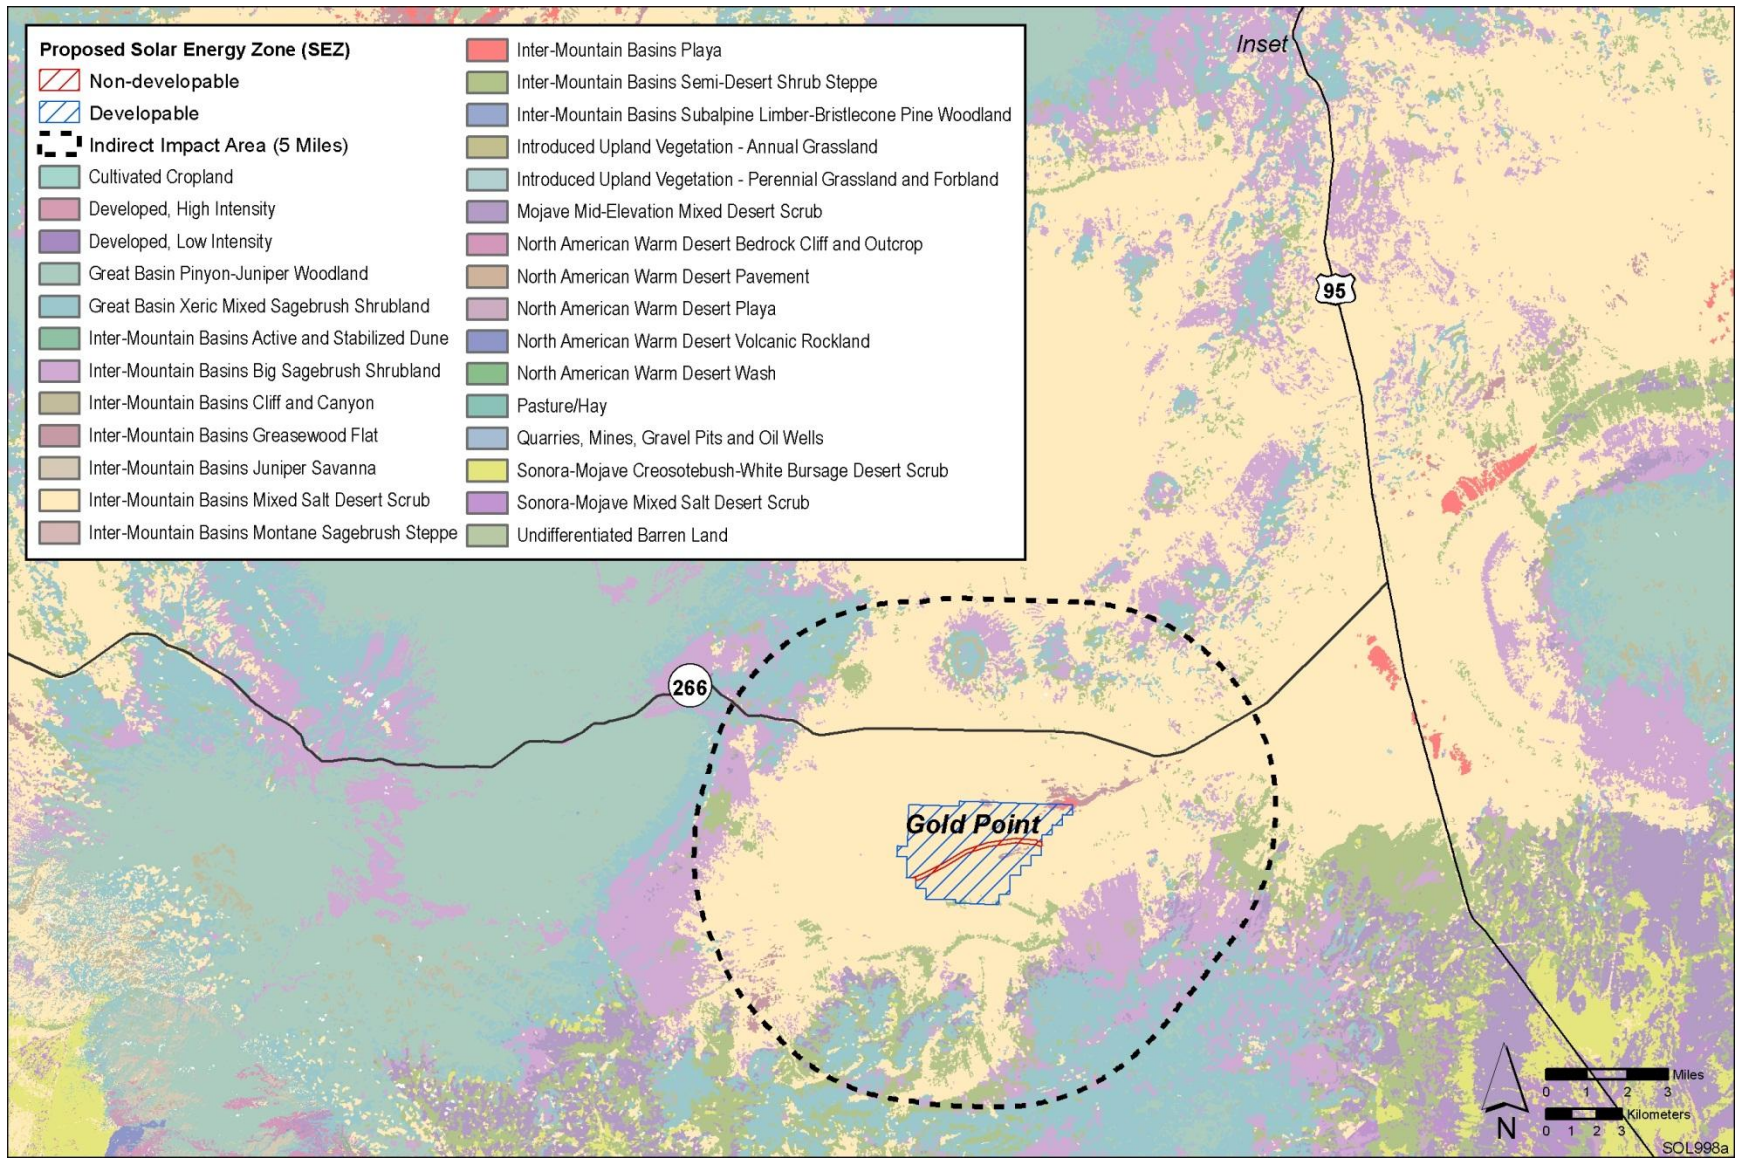 Proposed Solar Energy Zone (SEZ)
Non-developable
Developable
Indirect Impact Area (5 Miles)
Cultivated Cropland
Developed, High Intensity
Developed, Low Intensity
Great Basin Pinyon-Juniper Woodland
Great Basin Xeric Mixed Sagebrush Shrubland
Inter-Mountain Basins Active and Stabilized Dune
Inter-Mountain Basins Big Sagebrush Shrubland
Inter-Mountain Basins Cliff and Canyon
Inter-Mountain Basins Greasewood Flat
Inter-Mountain Basins Juniper Savanna
Inter-Mountain Basins Mixed Salt Desert Scrub
Inter-Mountain Basins Montane Sagebrush Steppe
Inter-Mountain Basins Playa
Inter-Mountain Basins Semi-Desert Shrub Steppe
Inter-Mountain Basins Subalpine Limber-Bristlecone Pine Woodland
Introduced Upland Vegetation - Annual Grassland
Introduced Upland Vegetation - Perennial Grassland and Forbland
Mojave Mid-Elevation Mixed Desert Scrub
North American Warm Desert Bedrock Cliff and Outcrop
North American Warm Desert Pavement
North American Warm Desert Playa
North American Warm Desert Volcanic Rockland
North American Warm Desert Wash
Pasture/Hay
Quarries, Mines, Gravel Pits and Oil Wells
Sonora-Mojave Creosotebush-White Bursage Desert Scrub
Sonora-Mojave Mixed Salt Desert Scrub
Undifferentiated Barren Land
Inset
95
266
Gold Point
N
Miles
0 1 2 3
Kilometers
0 1 2 3
SOL998a